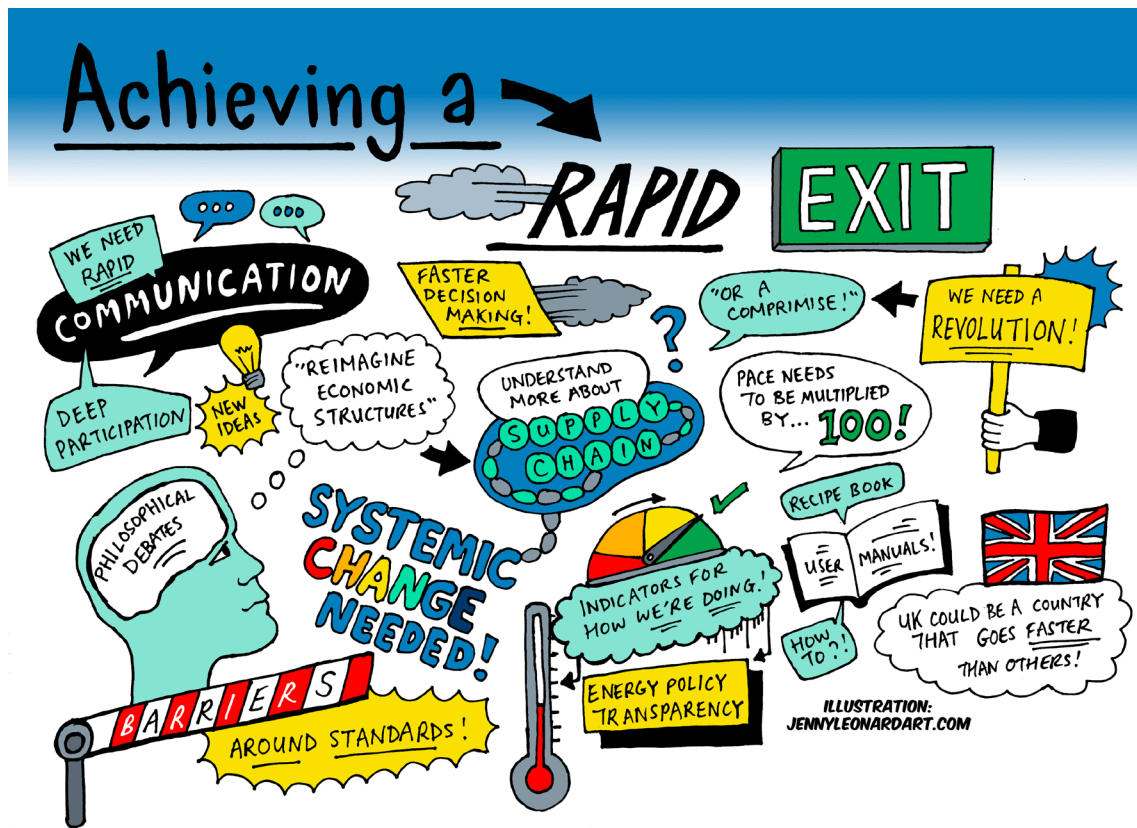 Achieving a
RAPID
EXIT
WE NEED
RAPID
COMMUNICATION
DEEP
PARTICIPATION
NEW
IDEAS
"REIMAGINE
ECONOMIC
STRUCTURES"
FASTER
DECISION
MAKING!
"OR A
COMPRIMISE!"
WE NEED A
REVOLUTION!
UNDERSTAND
MORE ABOUT
SUPPLY
CHAIN
?
PACE NEEDS
TO BE MULTIPLIED
BY... 100!
PHILOSOPHICAL
DEBATES
SYSTEMIC
CHANGE
NEEDED!
INDICATORS FOR
HOW WE'RE DOING!
RECIPE BOOK
USER
MANUALS!
HOW
TO?!
UK COULD BE A COUNTRY
THAT GOES FASTER
THAN OTHERS!
BARRIERS
AROUND STANDARDS!
ENERGY POLICY
TRANSPARENCY
ILLUSTRATION:
JENNYLEONARDART.COM